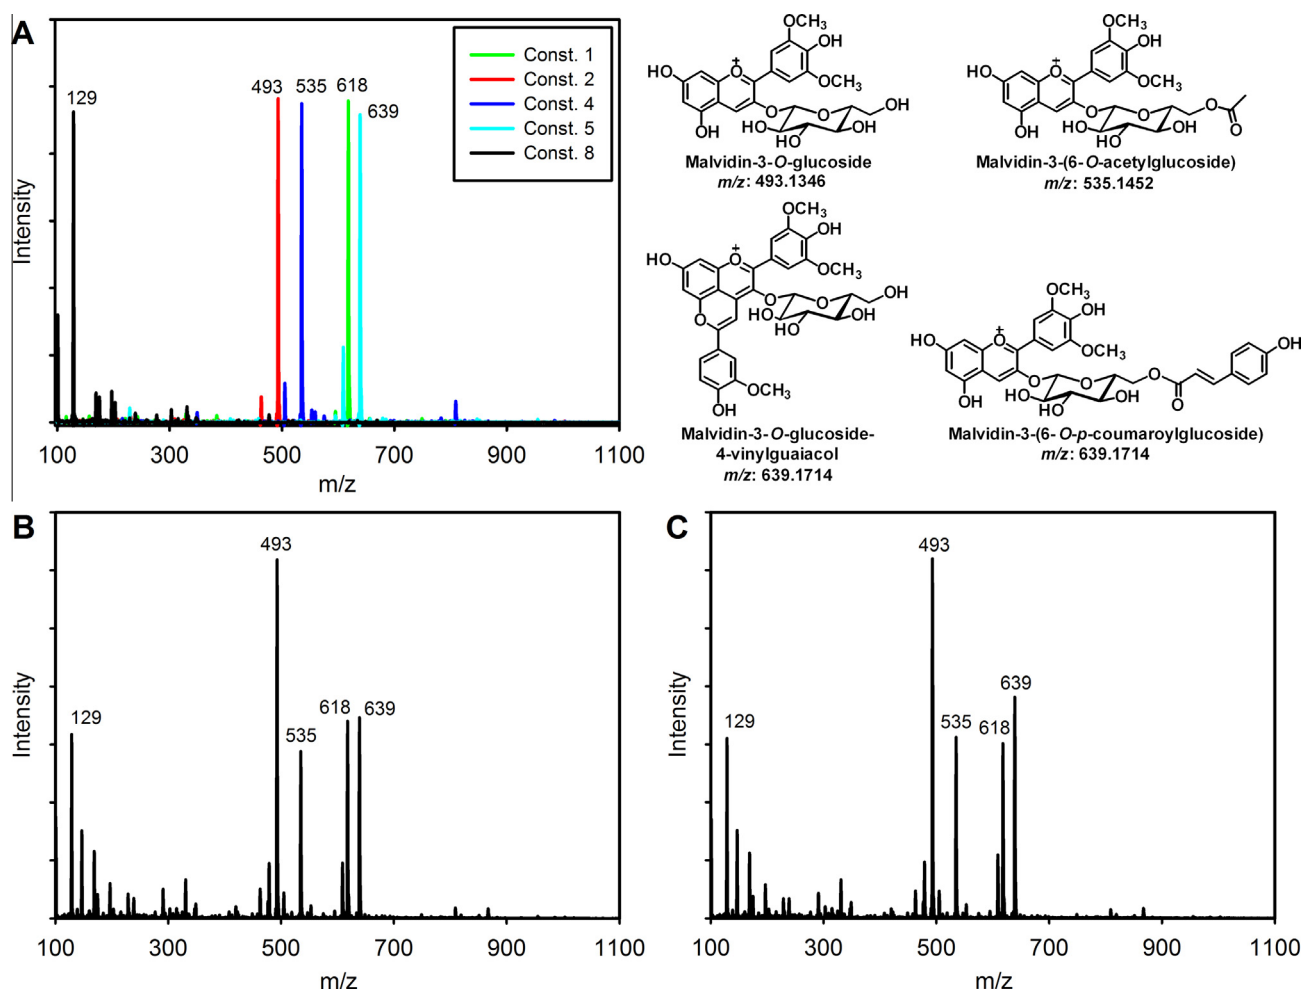 A
Intensity
129
493
535
618
639
Const. 1
Const. 2
Const. 4
Const. 5
Const. 8
100 300 500 700 900 1100
m/z
OCH3
OH
HO
O
+
OCH3
O
O
OH
OH
HO
HO
OH
Malvidin-3-O-glucoside
m/z: 493.1346
OCH3
OH
HO
O
+
OCH3
O
O
O
O
OH
HO
HO
OH
Malvidin-3-(6-O-acetylglucoside)
m/z: 535.1452
OCH3
OH
HO
O
+
OCH3
O
O
OH
O
HO
HO
OH
OCH3
OH
Malvidin-3-O-glucoside-
4-vinylguaiacol
m/z: 639.1714
OCH3
OH
HO
O
+
OCH3
O
O
O
O
OH
OH
HO
HO
OH
Malvidin-3-(6-O-p-coumaroylglucoside)
m/z: 639.1714
B
Intensity
129
493
535
618
639
100 300 500 700 900 1100
m/z
C
Intensity
129
493
535
618
639
100 300 500 700 900 1100
m/z